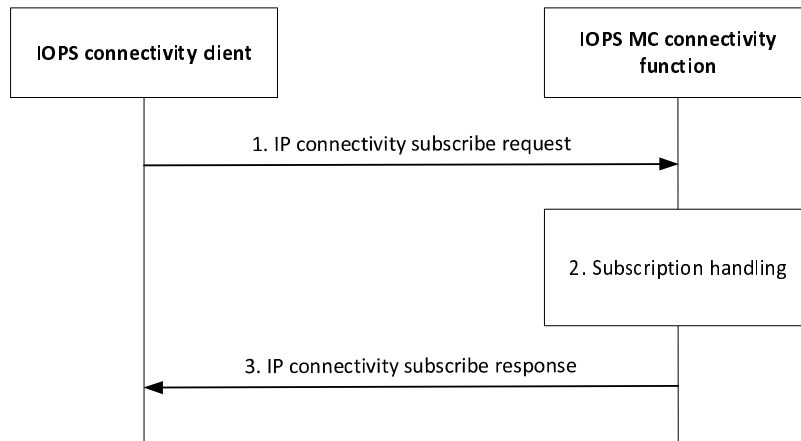 IOPS connectivity client
IOPS MC connectivity
function
1. IP connectivity subscribe request
2. Subscription handling
3. IP connectivity subscribe response